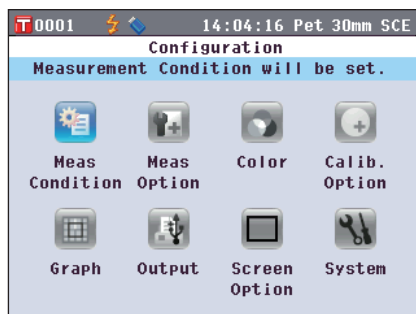 T0001 14:04:16 Pet 30mm SCE
Configuration
Measurement Condition will be set.
Meas Condition
Meas Option
Color
Calib. Option
Graph
Output
Screen Option
System